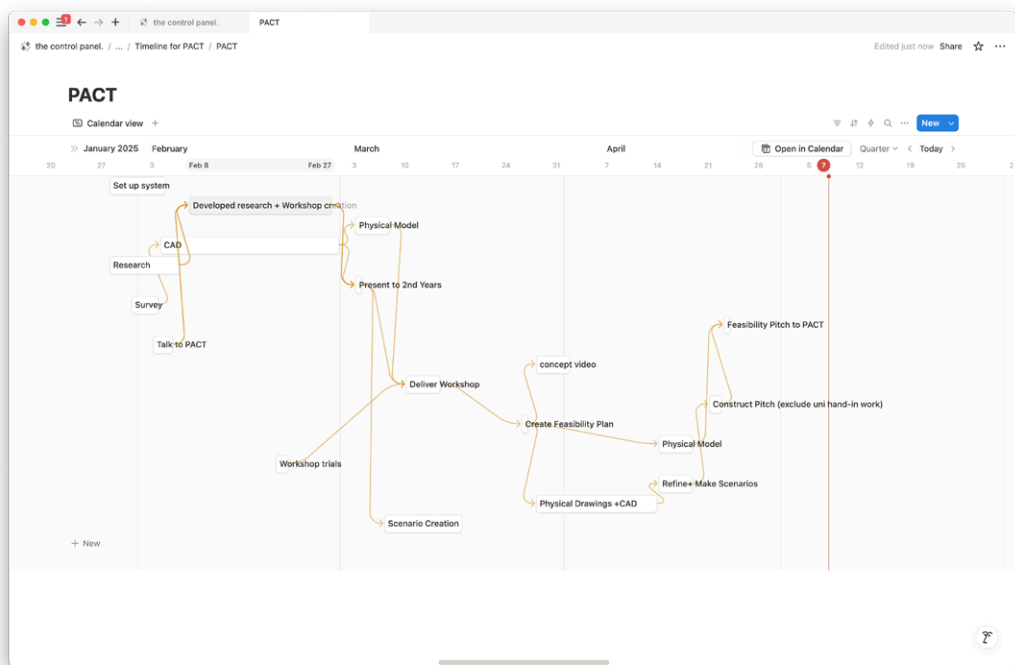 1
the control panel.
PACT
the control panel. / ... / Timeline for PACT / PACT
Edited just now Share
PACT
Calendar view
New
January 2025 February March April
Open in Calendar Quarter Today
20 27 3 Feb 8 Feb 27 3 10 17 24 31 7 14 21 28 5 7 12 19 26 2
Set up system
Developed research + Workshop creation
Physical Model
CAD
Research
Present to 2nd Years
Survey
Feasibility Pitch to PACT
Talk to PACT
concept video
Deliver Workshop
Construct Pitch (exclude uni hand-in work)
Create Feasibility Plan
Physical Model
Workshop trials
Refine+ Make Scenarios
Physical Drawings +CAD
Scenario Creation
New